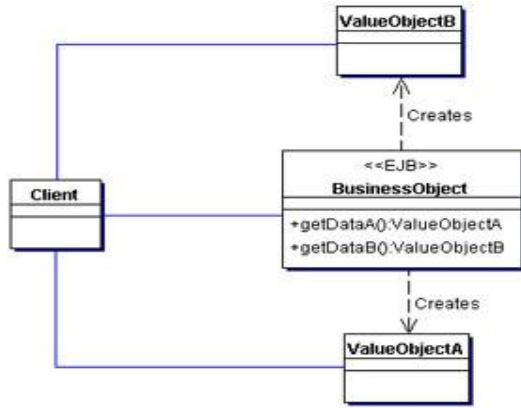 ValueObjectB
Creates
<<EJB>>
BusinessObject
Client
+getDataA():ValueObjectA
+getDataB():ValueObjectB
Creates
ValueObjectA